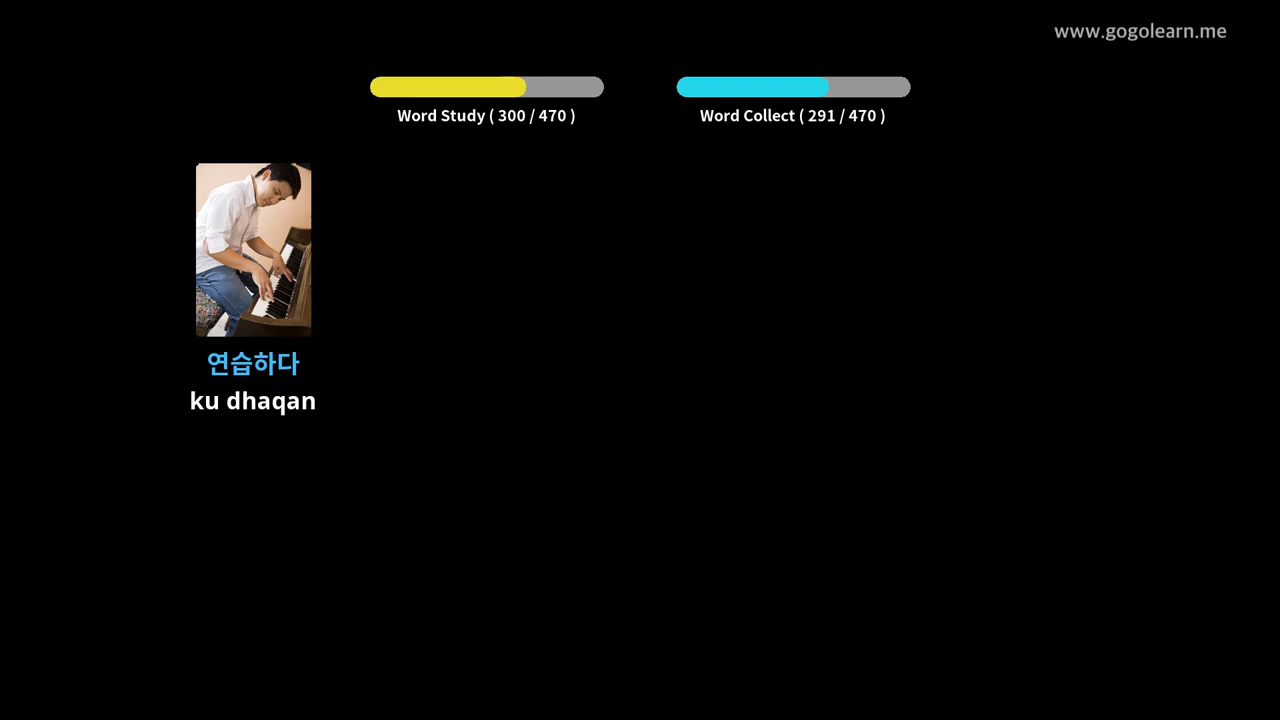 www.gogolearn.me
Word Study ( 300 / 470 )
Word Collect ( 291 / 470 )
연습하다
ku dhaqan